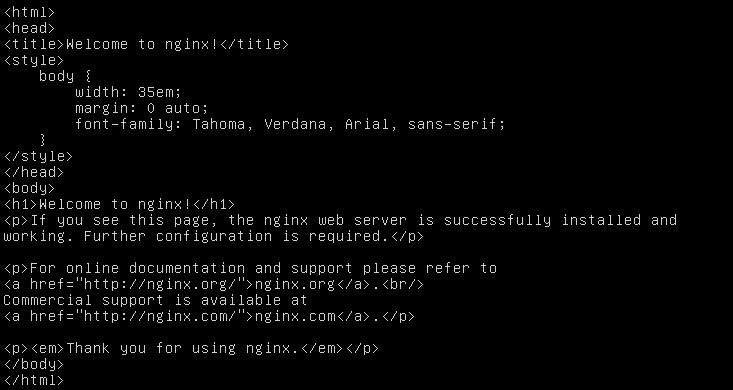 <html>
<head>
<title>Welcome to nginx!</title>
<style>
    body {
        width: 35em;
        margin: 0 auto;
        font-family: Tahoma, Verdana, Arial, sans-serif;
    }
</style>
</head>
<body>
<h1>Welcome to nginx!</h1>
<p>If you see this page, the nginx web server is successfully installed and
working. Further configuration is required.</p>

<p>For online documentation and support please refer to
<a href="http://nginx.org/">nginx.org</a>.<br/>
Commercial support is available at
<a href="http://nginx.com/">nginx.com</a>.</p>

<p><em>Thank you for using nginx.</em></p>
</body>
</html>